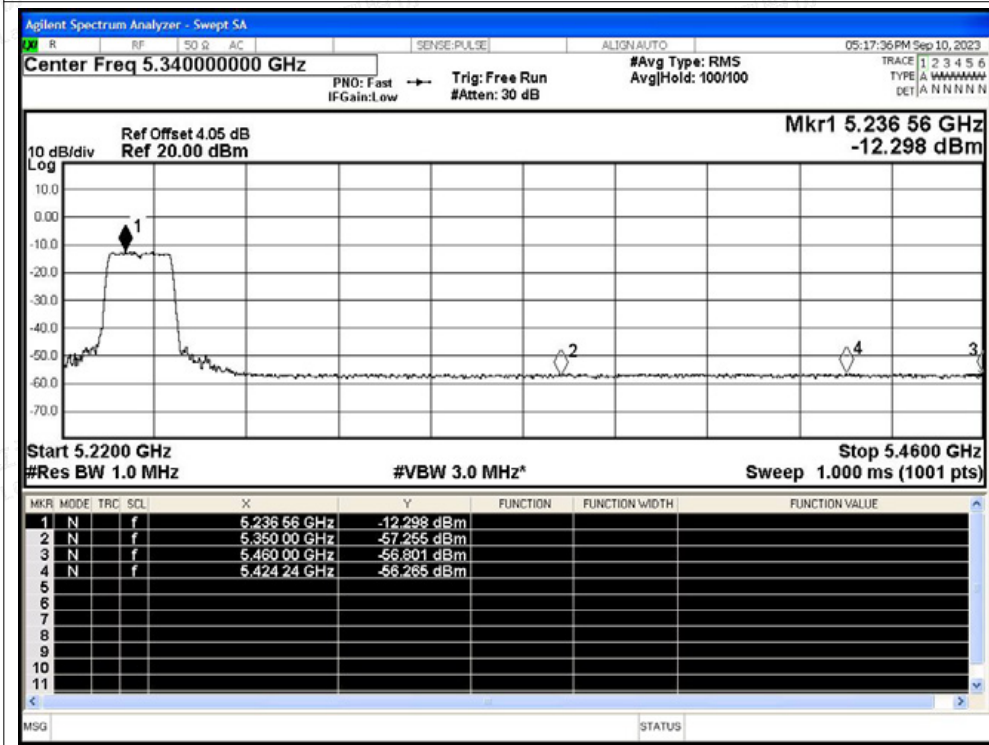 Agilent Spectrum Analyzer - Swept SA
LXI R RF 50 Ω AC SENSE:PULSE ALIGN AUTO 05:17:36 PM Sep 10, 2023
Center Freq 5.340000000 GHz
PNO: Fast
IFGain:Low
Trig: Free Run
#Atten: 30 dB
#Avg Type: RMS
Avg|Hold: 100/100
TRACE 1 2 3 4 5 6
TYPE A WWWWW
DET A N N N N N
Ref Offset 4.05 dB
10 dB/div Ref 20.00 dBm
Log
Mkr1 5.236 56 GHz
-12.298 dBm
10.0
0.00
-10.0
-20.0
-30.0
-40.0
-50.0
-60.0
-70.0
1
2
4
3
Start 5.2200 GHz Stop 5.4600 GHz
#Res BW 1.0 MHz #VBW 3.0 MHz* Sweep 1.000 ms (1001 pts)
MKR MODE TRC SCL X Y FUNCTION FUNCTION WIDTH FUNCTION VALUE
1 N f 5.236 56 GHz -12.298 dBm
2 N f 5.350 00 GHz -57.255 dBm
3 N f 5.460 00 GHz -56.801 dBm
4 N f 5.424 24 GHz -56.265 dBm
5
6
7
8
9
10
11
MSG STATUS